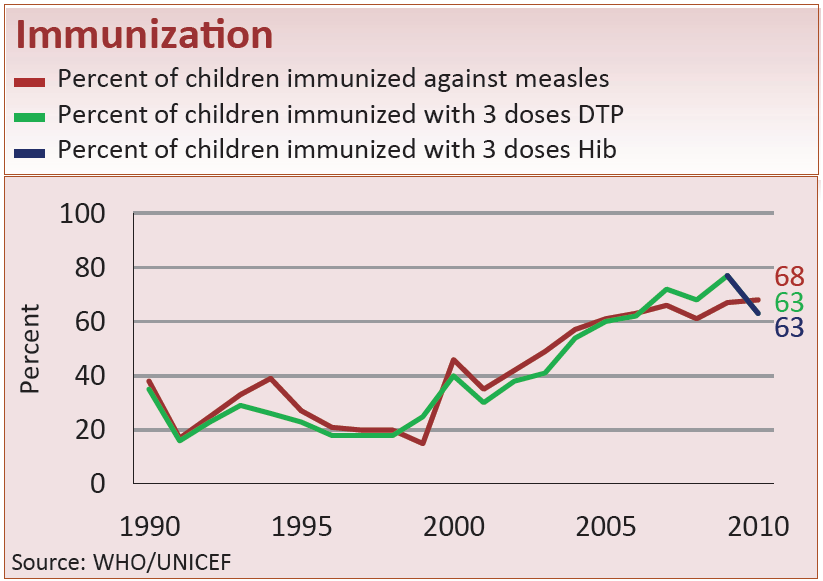 Immunization
Percent of children immunized against measles
Percent of children immunized with 3 doses DTP
Percent of children immunized with 3 doses Hib
Percent
100
80
60
40
20
0
68
63
63
1990 1995 2000 2005 2010
Source: WHO/UNICEF